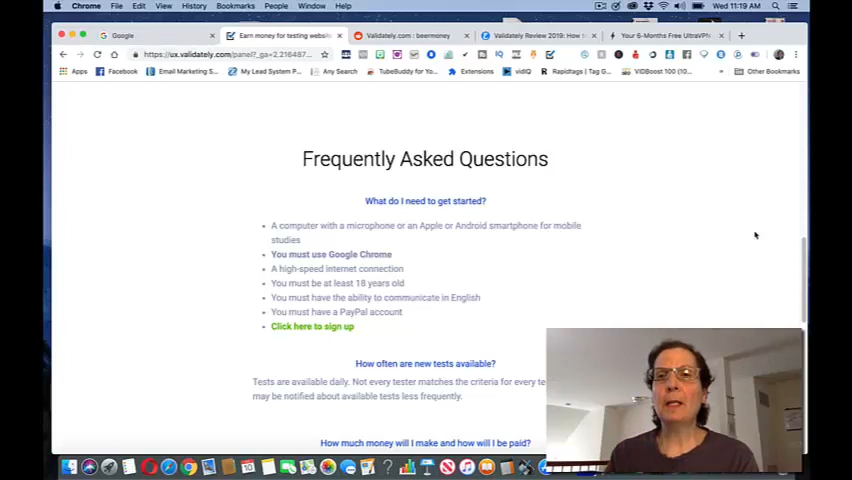 Chrome File Edit View History Bookmarks People Window Help
Wed 11:19 AM
Google
Earn money for testing website
Validately.com : beermoney
Validately Review 2019: How
Your 6-Months Free UltraVPN
https://ux.validately.com/panel?_ga=2.216487...
Apps Facebook Email Marketing S... My Lead System P... Any Search TubeBuddy for Yo... Extensions vidIQ Rapidtags | Tag G... VIDBoost 100 (10... » Other Bookmarks
Frequently Asked Questions
What do I need to get started?
A computer with a microphone or an Apple or Android smartphone for mobile
studies
You must use Google Chrome
A high-speed internet connection
You must be at least 18 years old
You must have the ability to communicate in English
You must have a PayPal account
Click here to sign up
How often are new tests available?
Tests are available daily. Not every tester matches the criteria for every
may be notified about available tests less frequently.
How much money will I make and how will I be paid?